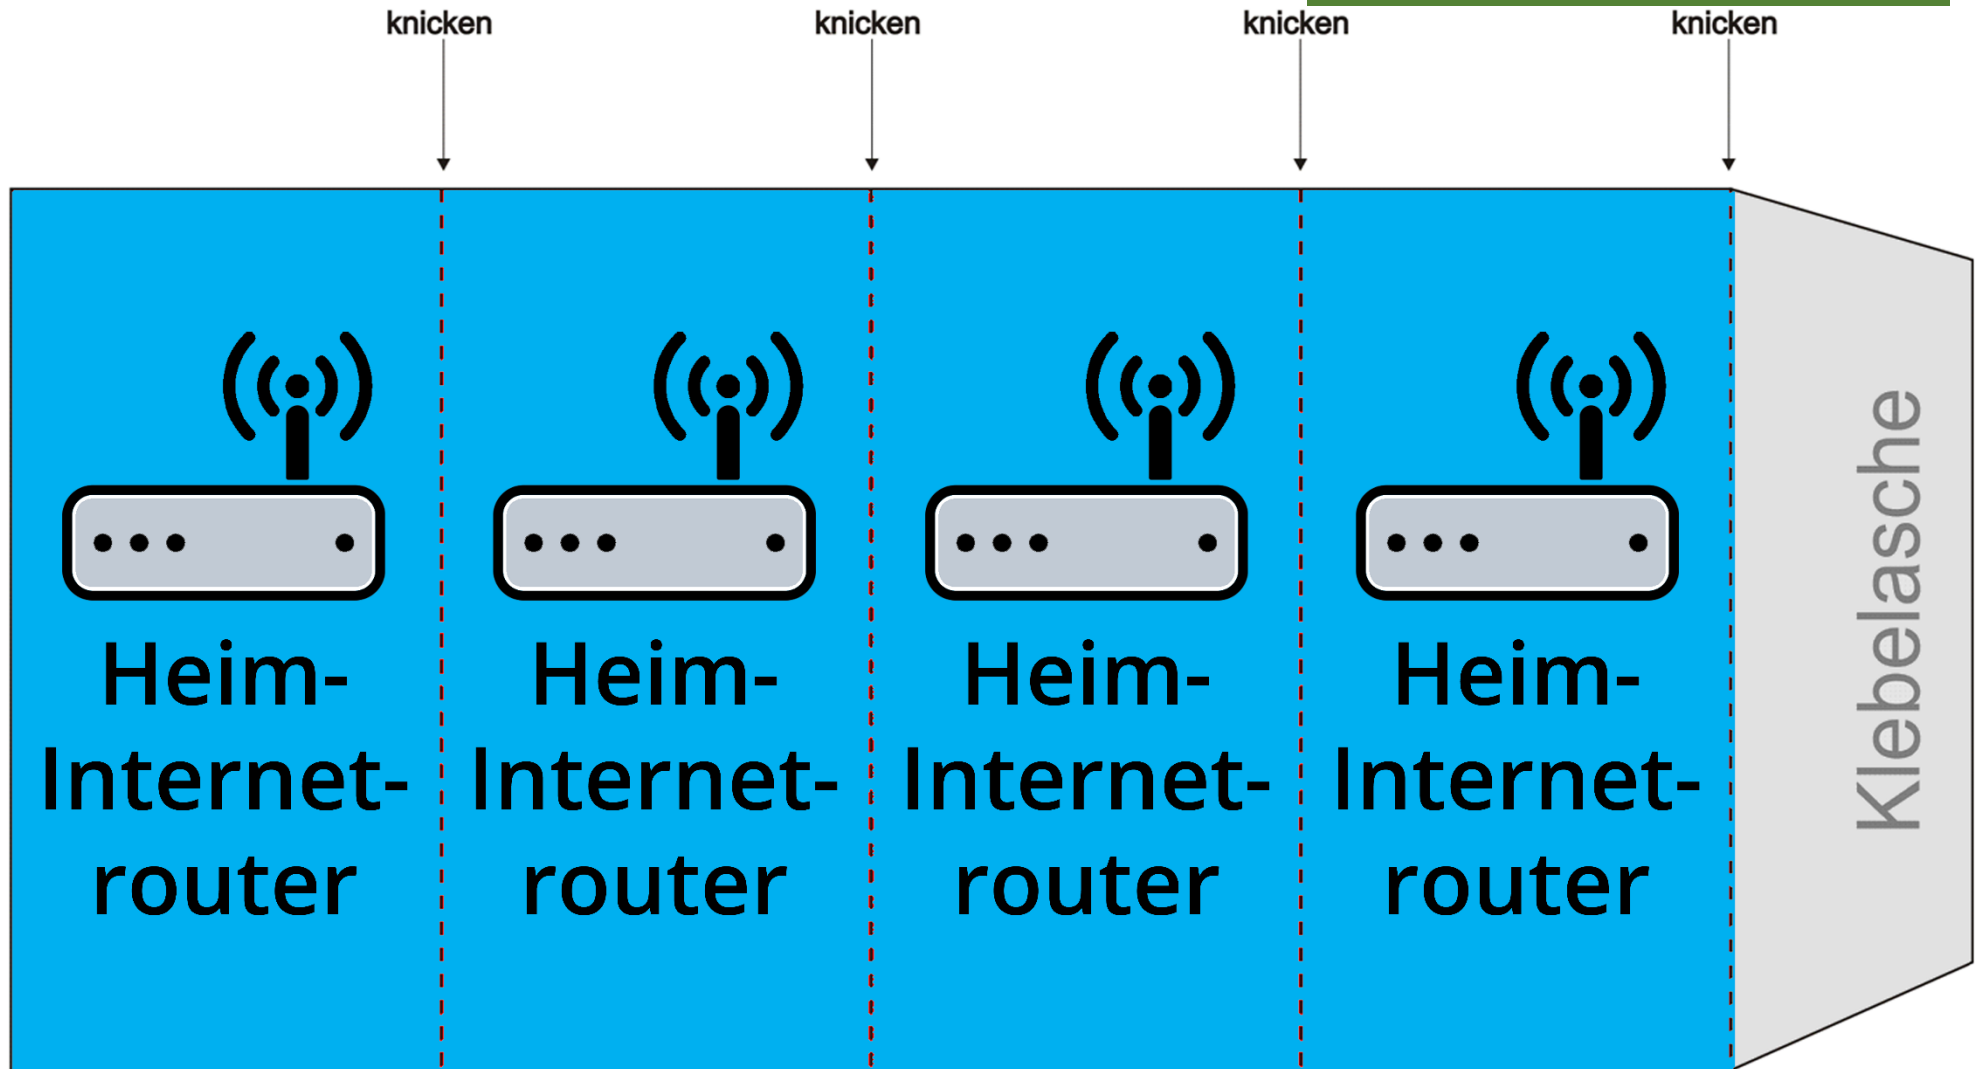 knicken knicken knicken knicken
Heim-
Internet-
router
Heim-
Internet-
router
Heim-
Internet-
router
Heim-
Internet-
router
Klebelasche